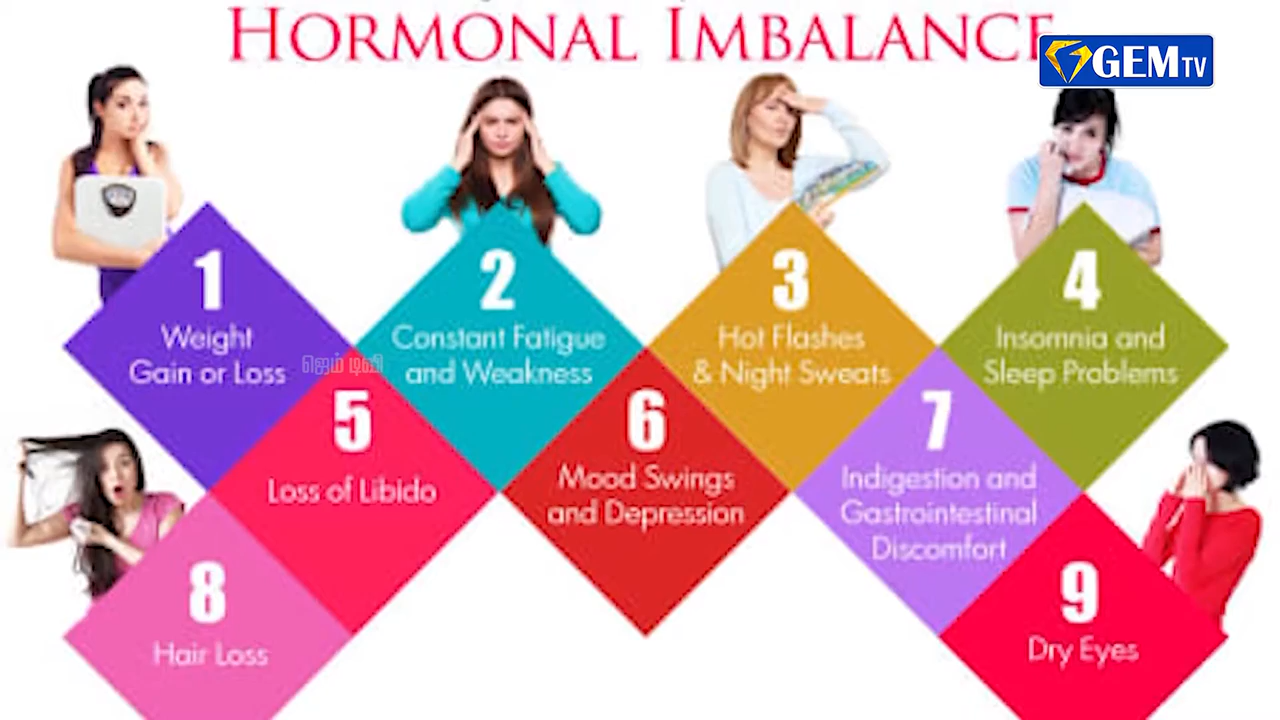 HORMONAL IMBALANCE
GEM TV
1
Weight
Gain or Loss
2
Constant Fatigue
and Weakness
3
Hot Flashes
& Night Sweats
4
Insomnia and
Sleep Problems
ஜெம் டிவி
5
Loss of Libido
6
Mood Swings
and Depression
7
Indigestion and
Gastrointestinal
Discomfort
8
Hair Loss
9
Dry Eyes